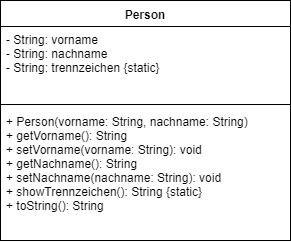 Person
- String: vorname
- String: nachname
- String: trennzeichen {static}
+ Person(vorname: String, nachname: String)
+ getVorname(): String
+ setVorname(vorname: String): void
+ getNachname(): String
+ setNachname(nachname: String): void
+ showTrennzeichen(): String {static}
+ toString(): String